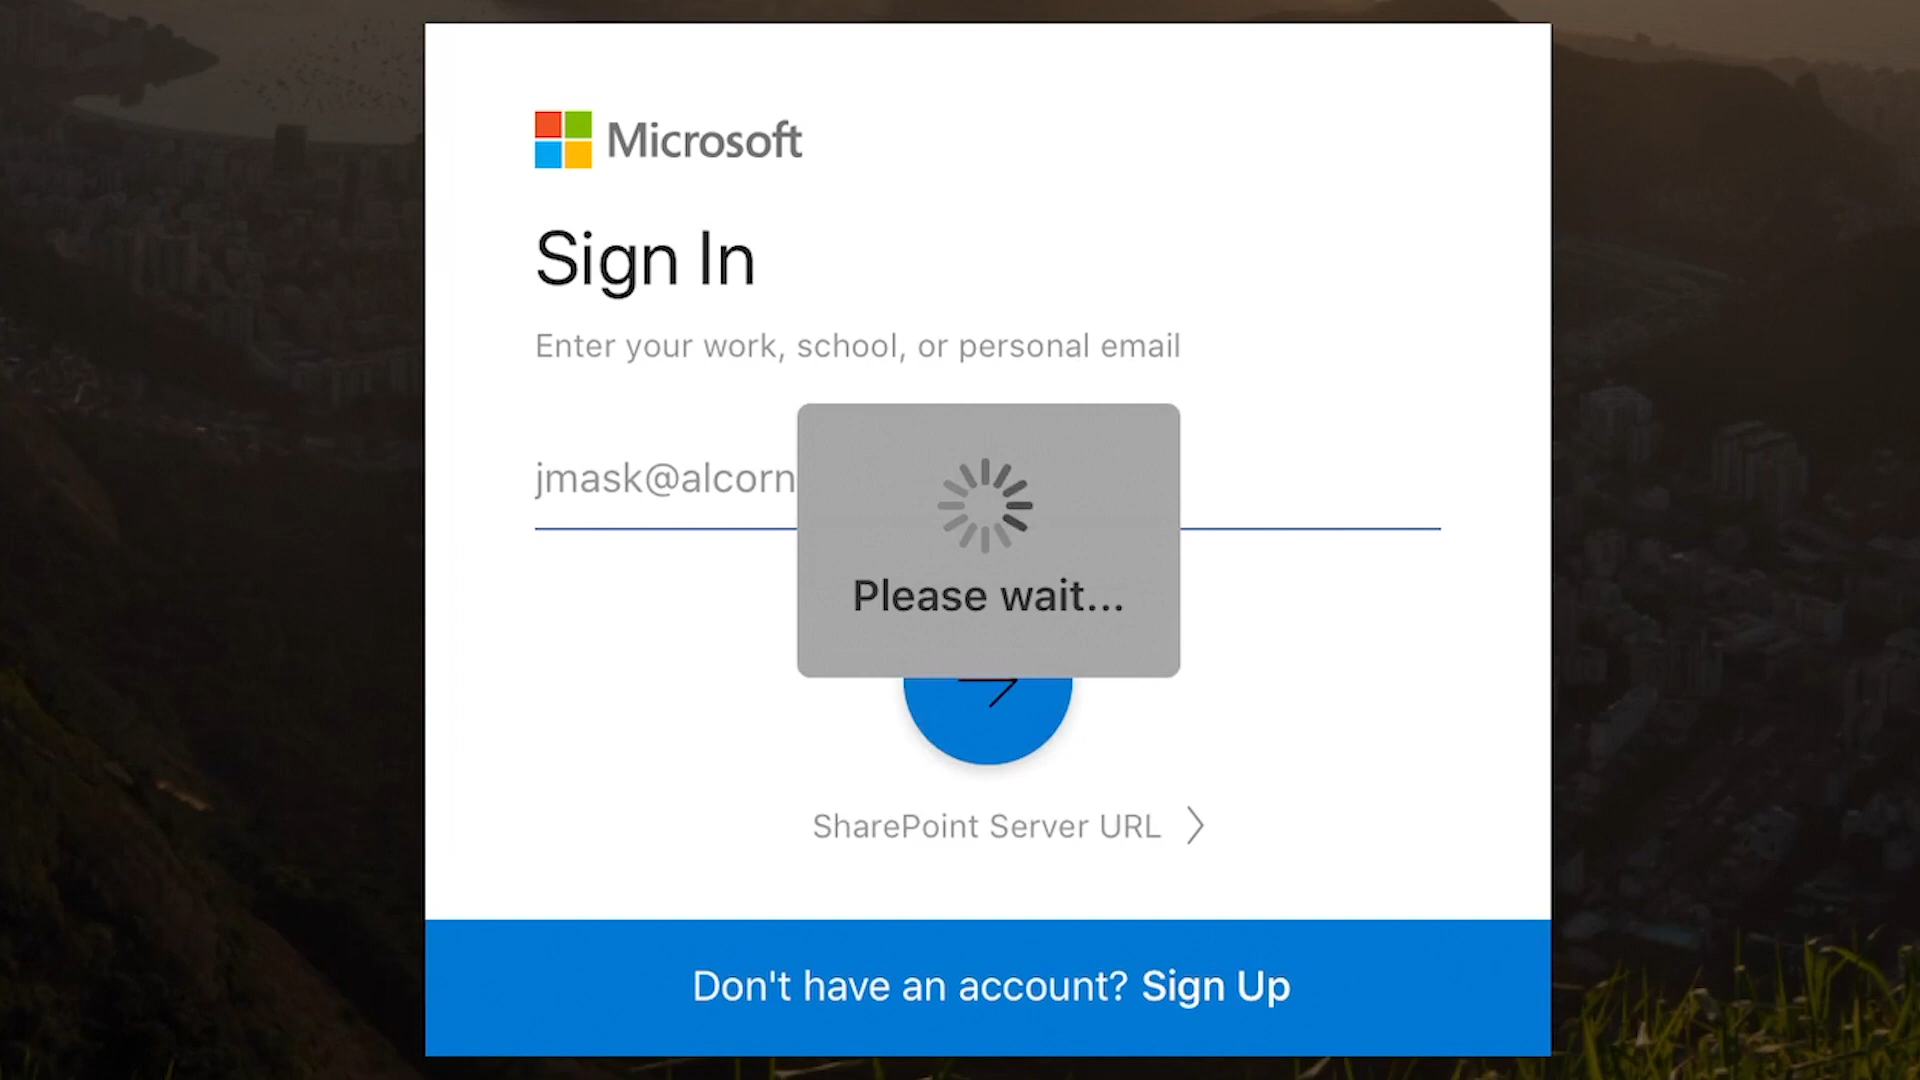 Microsoft
Sign In
Enter your work, school, or personal email
jmask@alcorn
Please wait...
SharePoint Server URL
Don't have an account? Sign Up